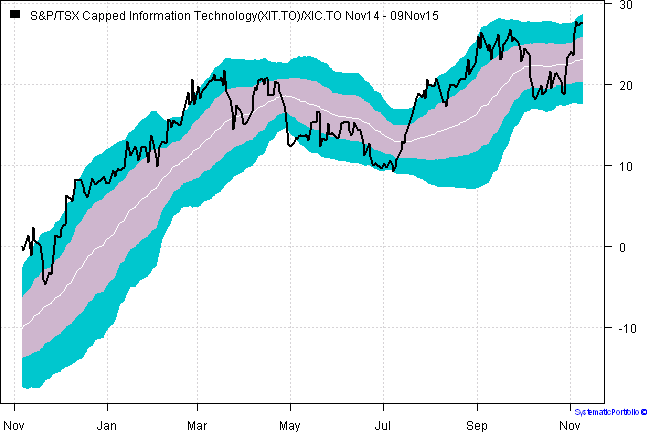 S&P/TSX Capped Information Technology(XIT.TO)/XIC.TO Nov14 - 09Nov15
30
20
10
0
-10
Nov Jan Mar May Jul Sep Nov
SystematicPortfolio ©